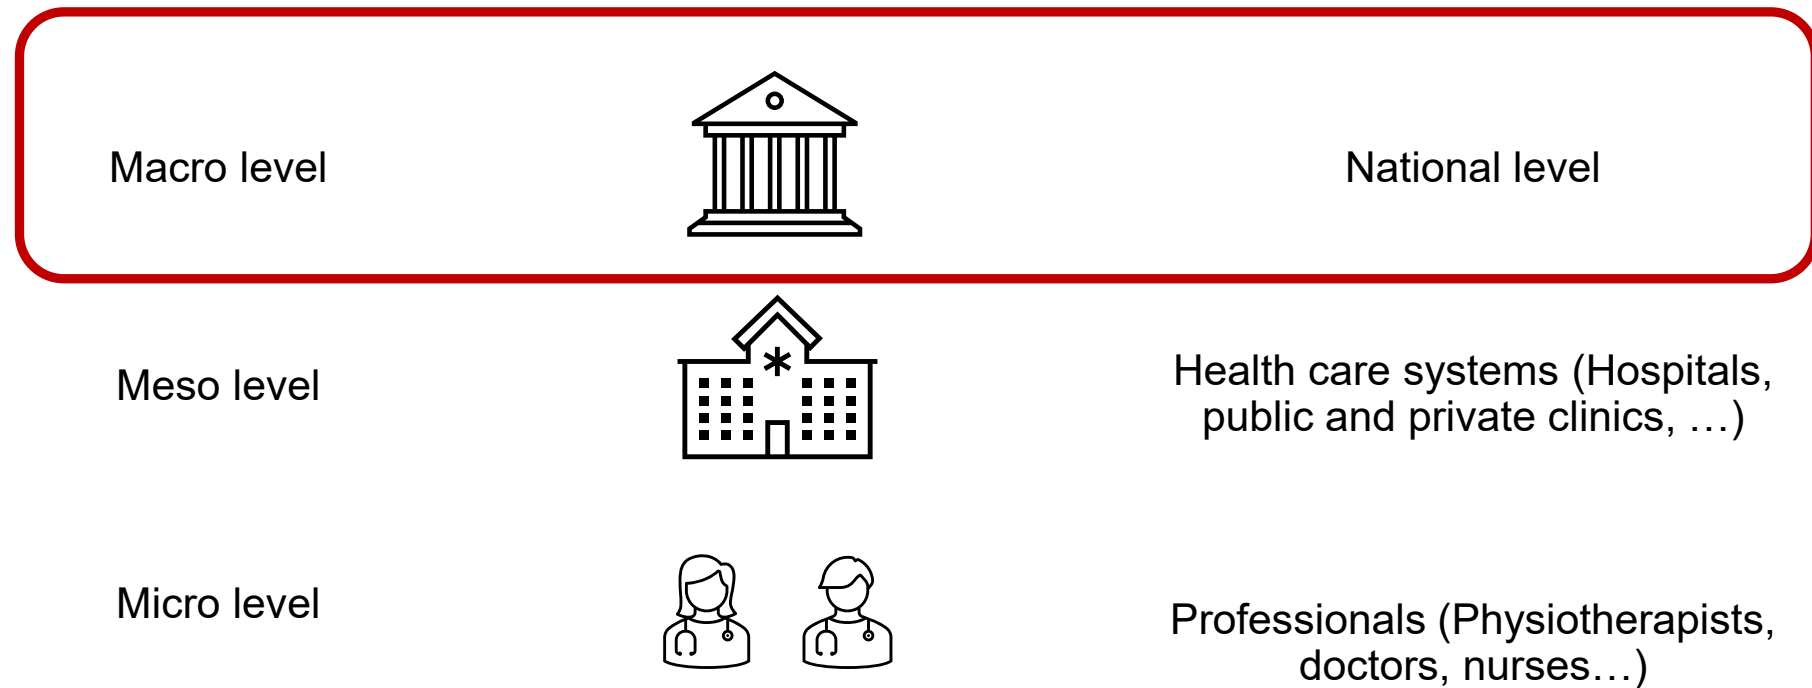 Macro level
National level
Meso level
Health care systems (Hospitals,
public and private clinics, …)
Micro level
Professionals (Physiotherapists,
doctors, nurses…)